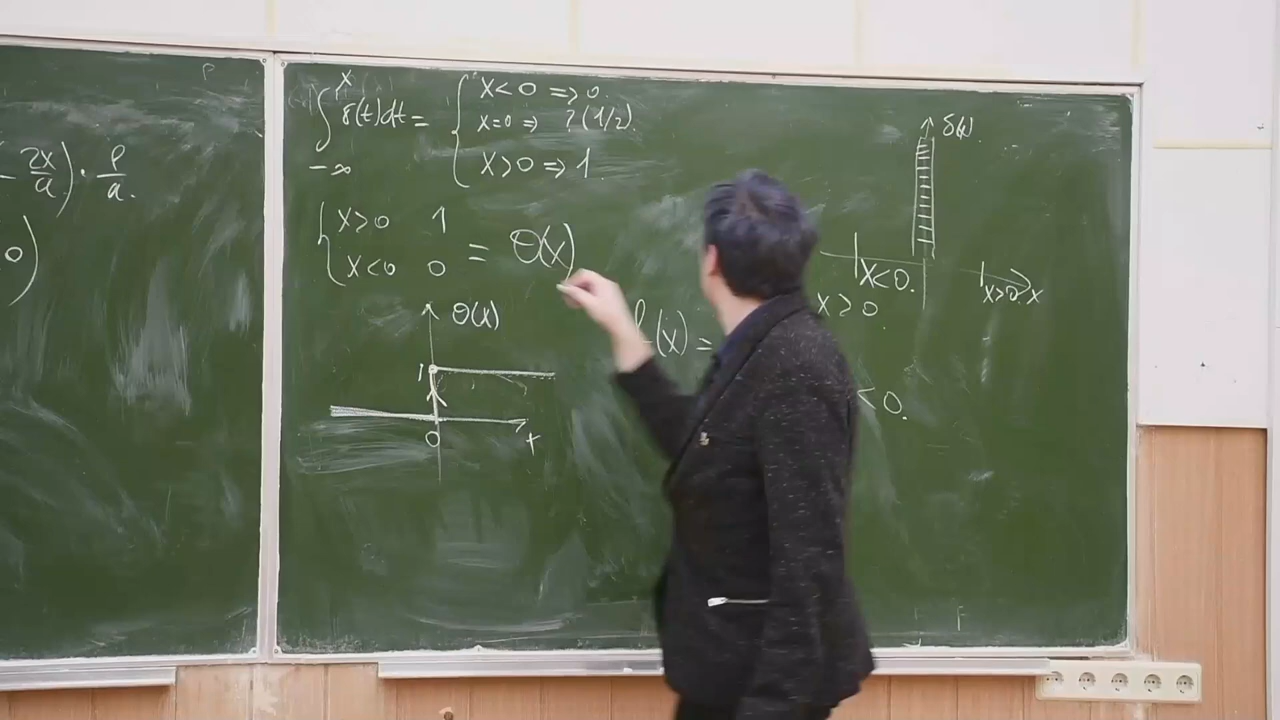 - 2x/a) · ρ/a.
0)
∫_{-∞}^{x} δ(t)dt = { x<0 => 0.
x=0 => ? (1/2).
x>0 => 1.
{ x>0 1
x<0 0 = Θ(x)
Θ(x)
1
0
x
(x) =
x>0.
<0.
δ(x).
x<0.
x>0 x